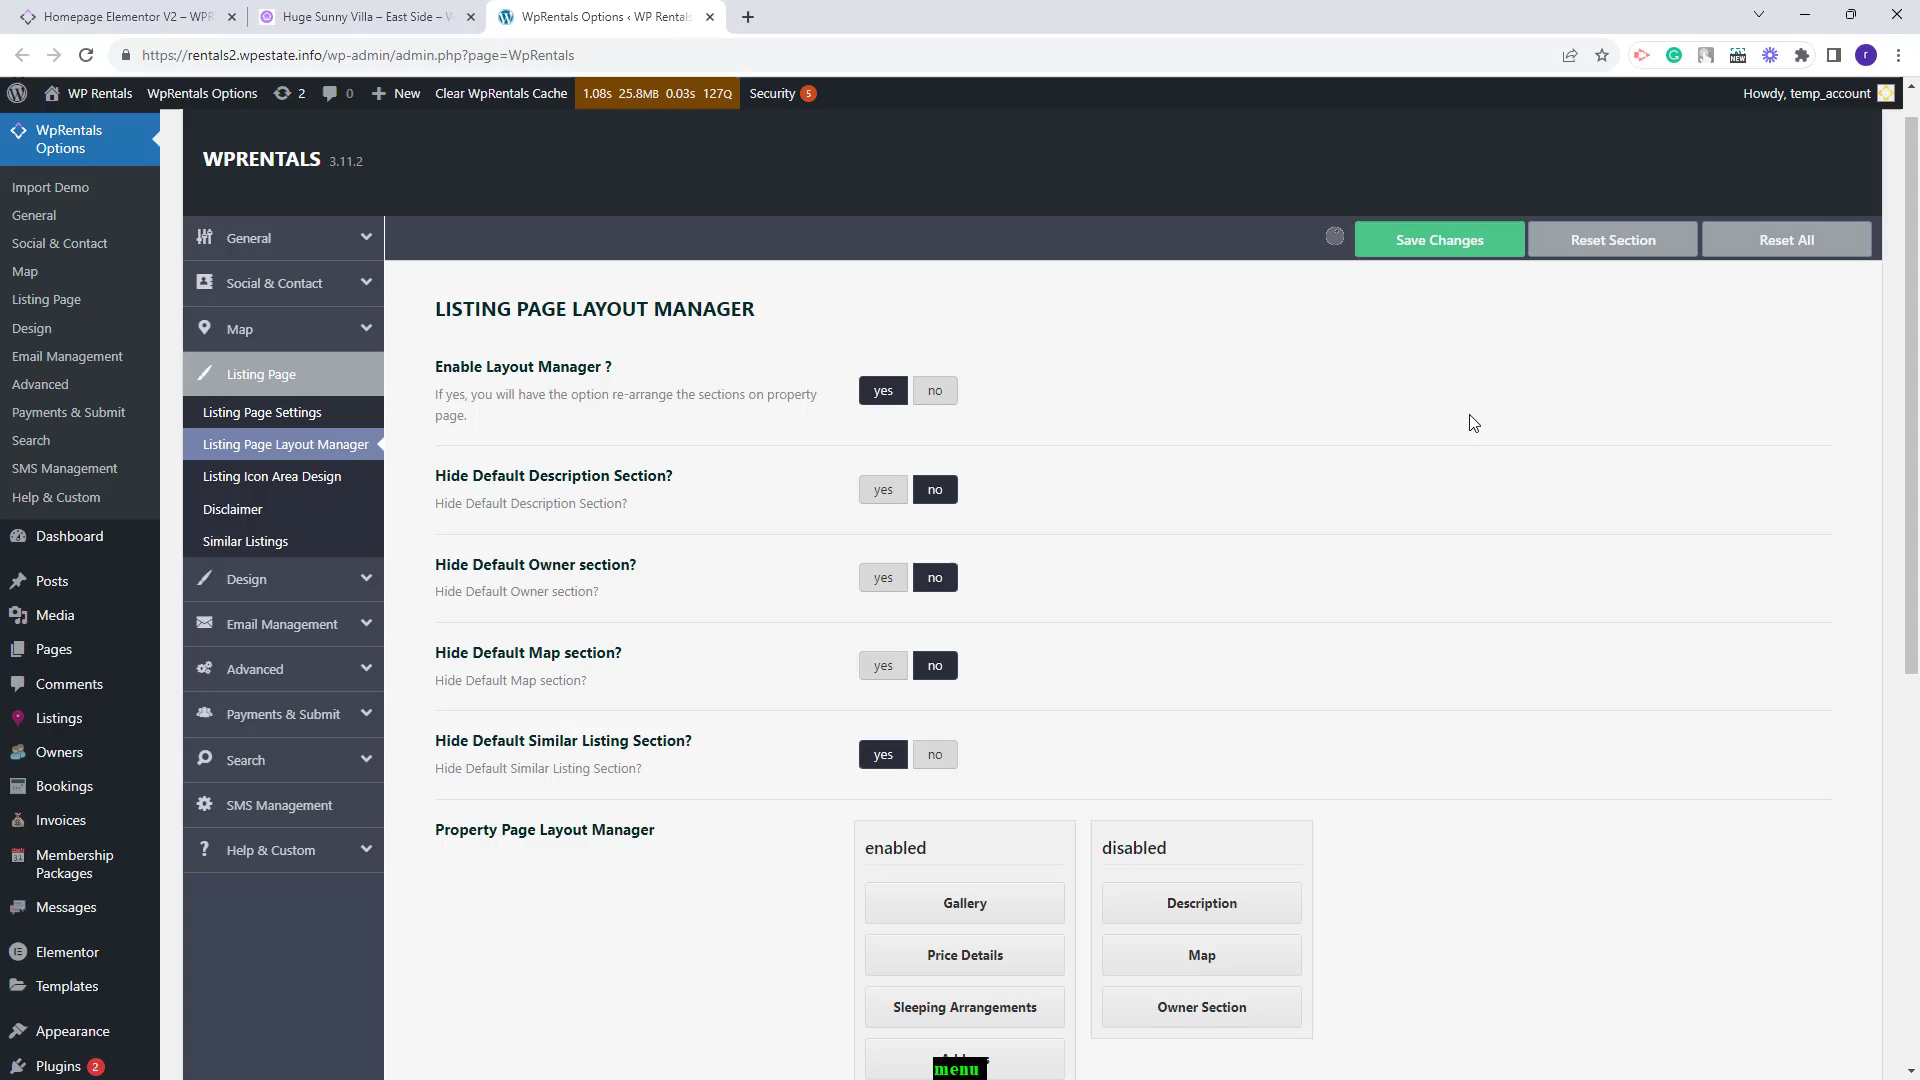 Homepage Elementor V2 – WPR
Huge Sunny Villa – East Side – W
WpRentals Options ‹ WP Rentals
https://rentals2.wpestate.info/wp-admin/admin.php?page=WpRentals
r
WP Rentals
WpRentals Options
2
0
New
Clear WpRentals Cache
1.08s 25.8MB 0.03s 127Q
Security 5
Howdy, temp_account
WpRentals
Options
Import Demo
General
Social & Contact
Map
Listing Page
Design
Email Management
Advanced
Payments & Submit
Search
SMS Management
Help & Custom
Dashboard
Posts
Media
Pages
Comments
Listings
Owners
Bookings
Invoices
Membership
Packages
Messages
Elementor
Templates
Appearance
Plugins 2
WPRENTALS 3.11.2
General
Social & Contact
Map
Listing Page
Listing Page Settings
Listing Page Layout Manager
Listing Icon Area Design
Disclaimer
Similar Listings
Design
Email Management
Advanced
Payments & Submit
Search
SMS Management
Help & Custom
Save Changes
Reset Section
Reset All
LISTING PAGE LAYOUT MANAGER
Enable Layout Manager ?
If yes, you will have the option re-arrange the sections on property
page.
yes no
Hide Default Description Section?
Hide Default Description Section?
yes no
Hide Default Owner section?
Hide Default Owner section?
yes no
Hide Default Map section?
Hide Default Map section?
yes no
Hide Default Similar Listing Section?
Hide Default Similar Listing Section?
yes no
Property Page Layout Manager
enabled
Gallery
Price Details
Sleeping Arrangements
menu
disabled
Description
Map
Owner Section